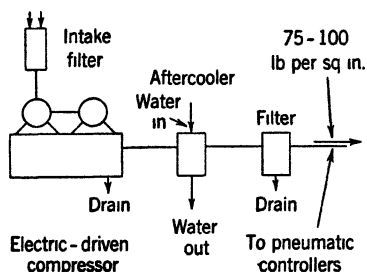 Intake
filter
75-100
lb per sq in.
Aftercooler
Water
in
Filter
Drain
Water
out
Drain
Electric-driven
compressor
To pneumatic
controllers